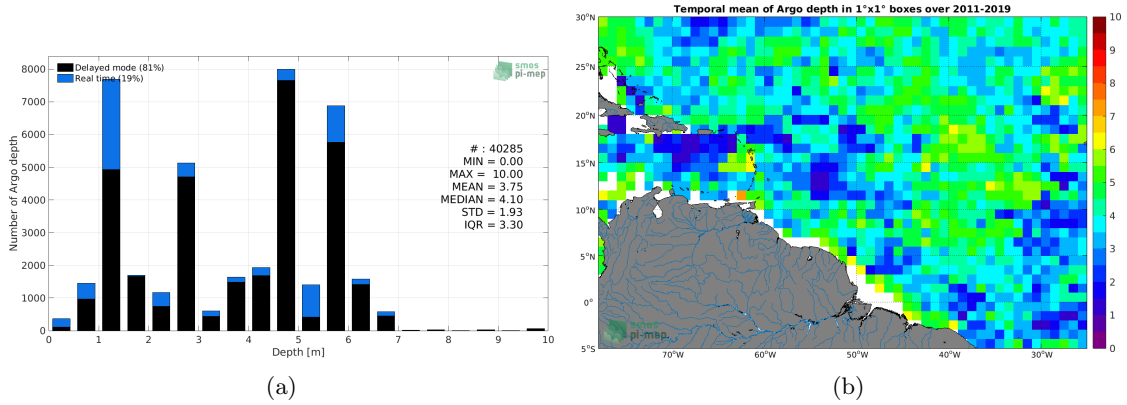 Delayed mode (81%)
Real time (19%)
smos
pi-mep
Number of Argo depth
8000
7000
6000
5000
4000
3000
2000
1000
0
# : 40285
MIN = 0.00
MAX = 10.00
MEAN = 3.75
MEDIAN = 4.10
STD = 1.93
IQR = 3.30
0 1 2 3 4 5 6 7 8 9 10
Depth [m]
(a)
Temporal mean of Argo depth in 1°x1° boxes over 2011-2019
30°N
25°N
20°N
15°N
10°N
5°N
0°
5°S
70°W 60°W 50°W 40°W 30°W
smos
pi-mep
10
9
8
7
6
5
4
3
2
1
0
(b)